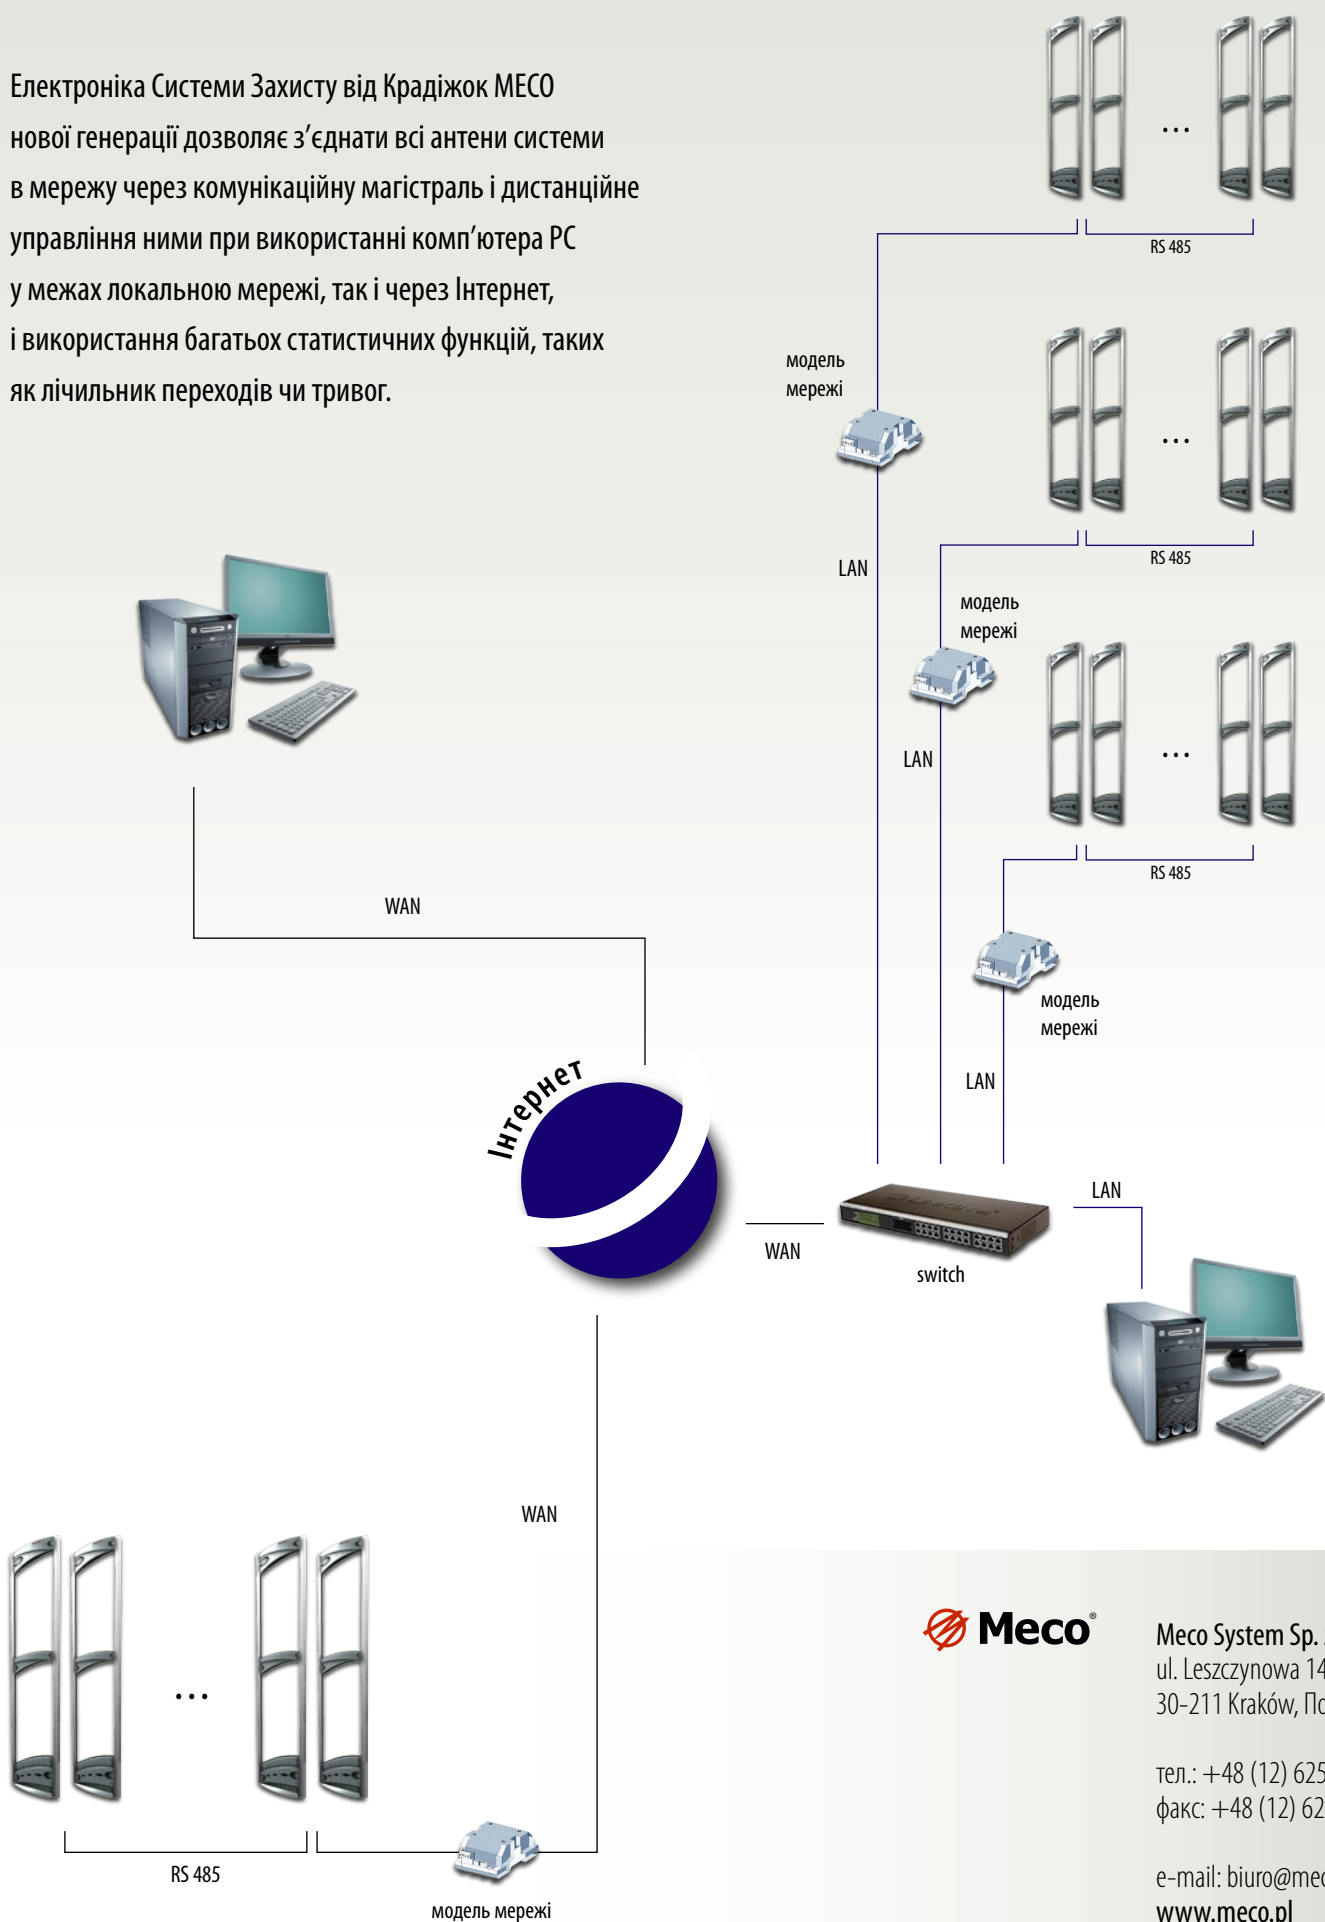 Електроніка Системи Захисту від Крадіжок МЕСО
нової генерації дозволяє з’єднати всі антени системи
в мережу через комунікаційну магістраль і дистанційне
управління ними при використанні комп’ютера РС
у межах локальною мережі, так і через Інтернет,
і використання багатьох статистичних функцій, таких
як лічильник переходів чи тривог.
...
RS 485
модель
мережі
...
RS 485
LAN
модель
мережі
...
LAN
RS 485
WAN
модель
мережі
LAN
Інтернет
LAN
WAN
switch
WAN
...
RS 485
модель мережі
Meco®
Meco System Sp.
ul. Leszczynowa 14
30-211 Kraków,
тел.: +48 (12) 625
факс: +48 (12) 62
e-mail: biuro@mec
www.meco.pl